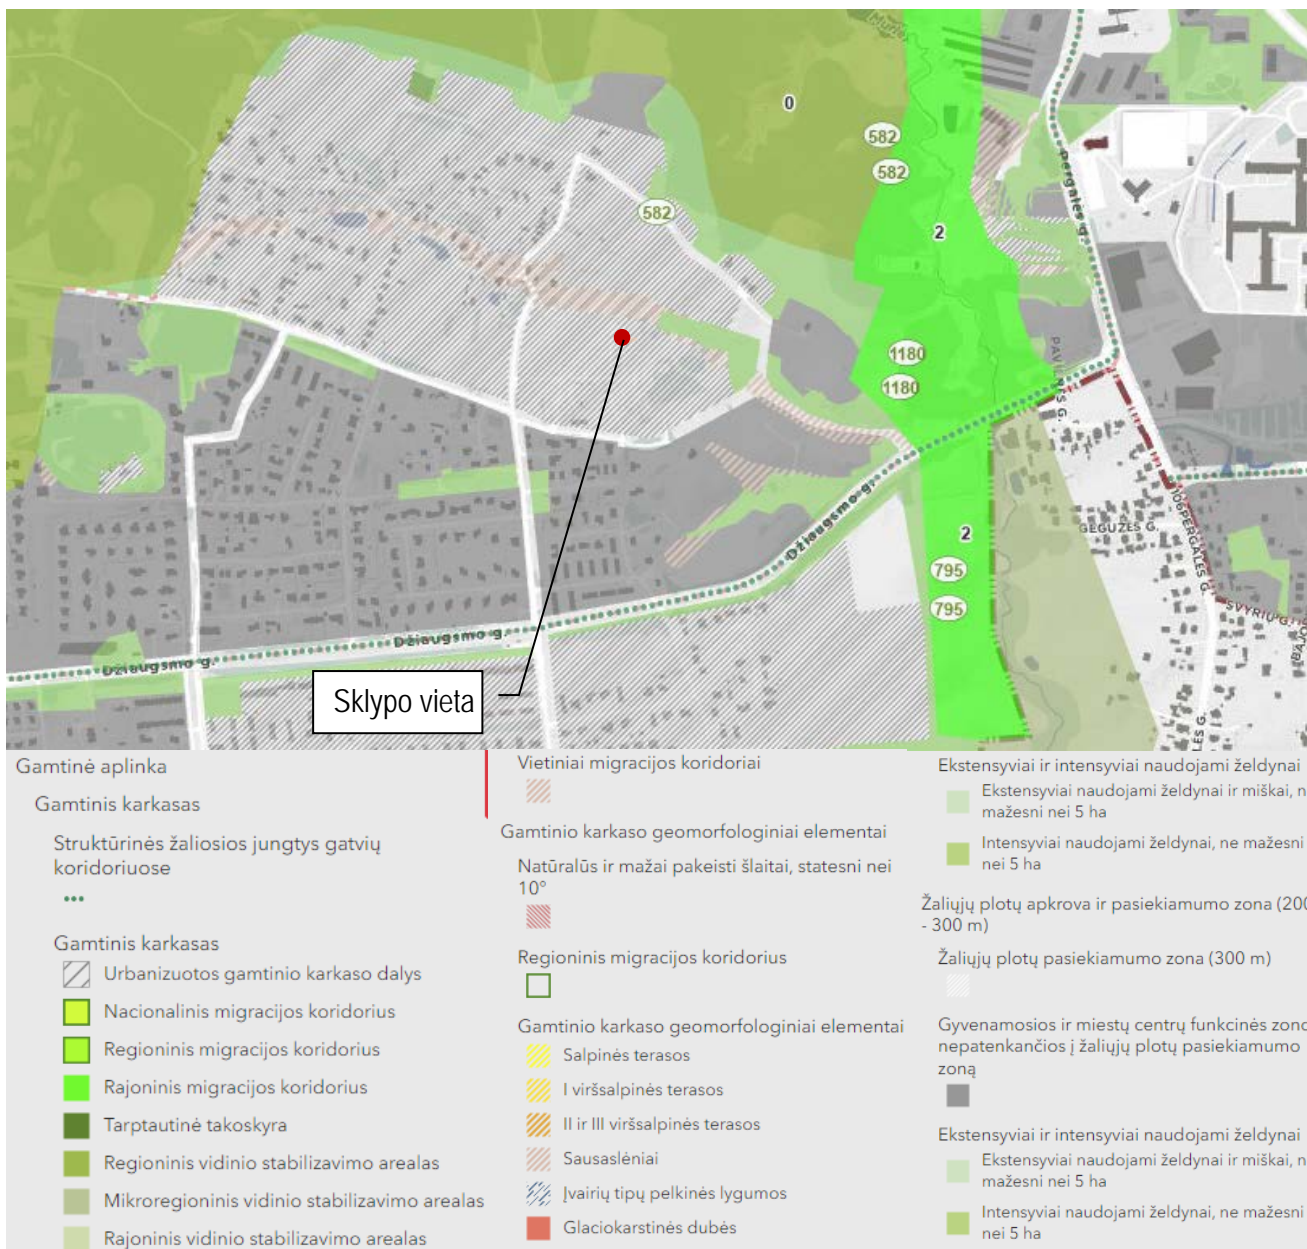 0
582
582
582
2
1180
1180
2
795
795
Pergalės g.
GEGUŽĖS G.
SVYRIŲ G.
Džiaugsmo g.
Džiaugsmo g.
Džiaugsmo g.
Sklypo vieta
Gamtinė aplinka
Gamtinis karkasas
Struktūrinės žaliosios jungtys gatvių
koridoriuose
Gamtinis karkasas
Urbanizuotos gamtinio karkaso dalys
Nacionalinis migracijos koridorius
Regioninis migracijos koridorius
Rajoninis migracijos koridorius
Tarptautinė takoskyra
Regioninis vidinio stabilizavimo arealas
Mikroregioninis vidinio stabilizavimo arealas
Rajoninis vidinio stabilizavimo arealas
Vietiniai migracijos koridoriai
Gamtinio karkaso geomorfologiniai elementai
Natūralūs ir mažai pakeisti šlaitai, statesni nei
10°
Regioninis migracijos koridorius
Gamtinio karkaso geomorfologiniai elementai
Salpinės terasos
I viršsalpinės terasos
II ir III viršsalpinės terasos
Sausaslėniai
Įvairių tipų pelkinės lygumos
Glaciokarstinės dubės
Ekstensyviai ir intensyviai naudojami želdynai
Ekstensyviai naudojami želdynai ir miškai, n
mažesni nei 5 ha
Intensyviai naudojami želdynai, ne mažesni
nei 5 ha
Žaliųjų plotų apkrova ir pasiekiamumo zona (200
- 300 m)
Žaliųjų plotų pasiekiamumo zona (300 m)
Gyvenamosios ir miestų centrų funkcinės zono
nepatenkančios į žaliųjų plotų pasiekiamumo
zoną
Ekstensyviai ir intensyviai naudojami želdynai
Ekstensyviai naudojami želdynai ir miškai, n
mažesni nei 5 ha
Intensyviai naudojami želdynai, ne mažesni
nei 5 ha